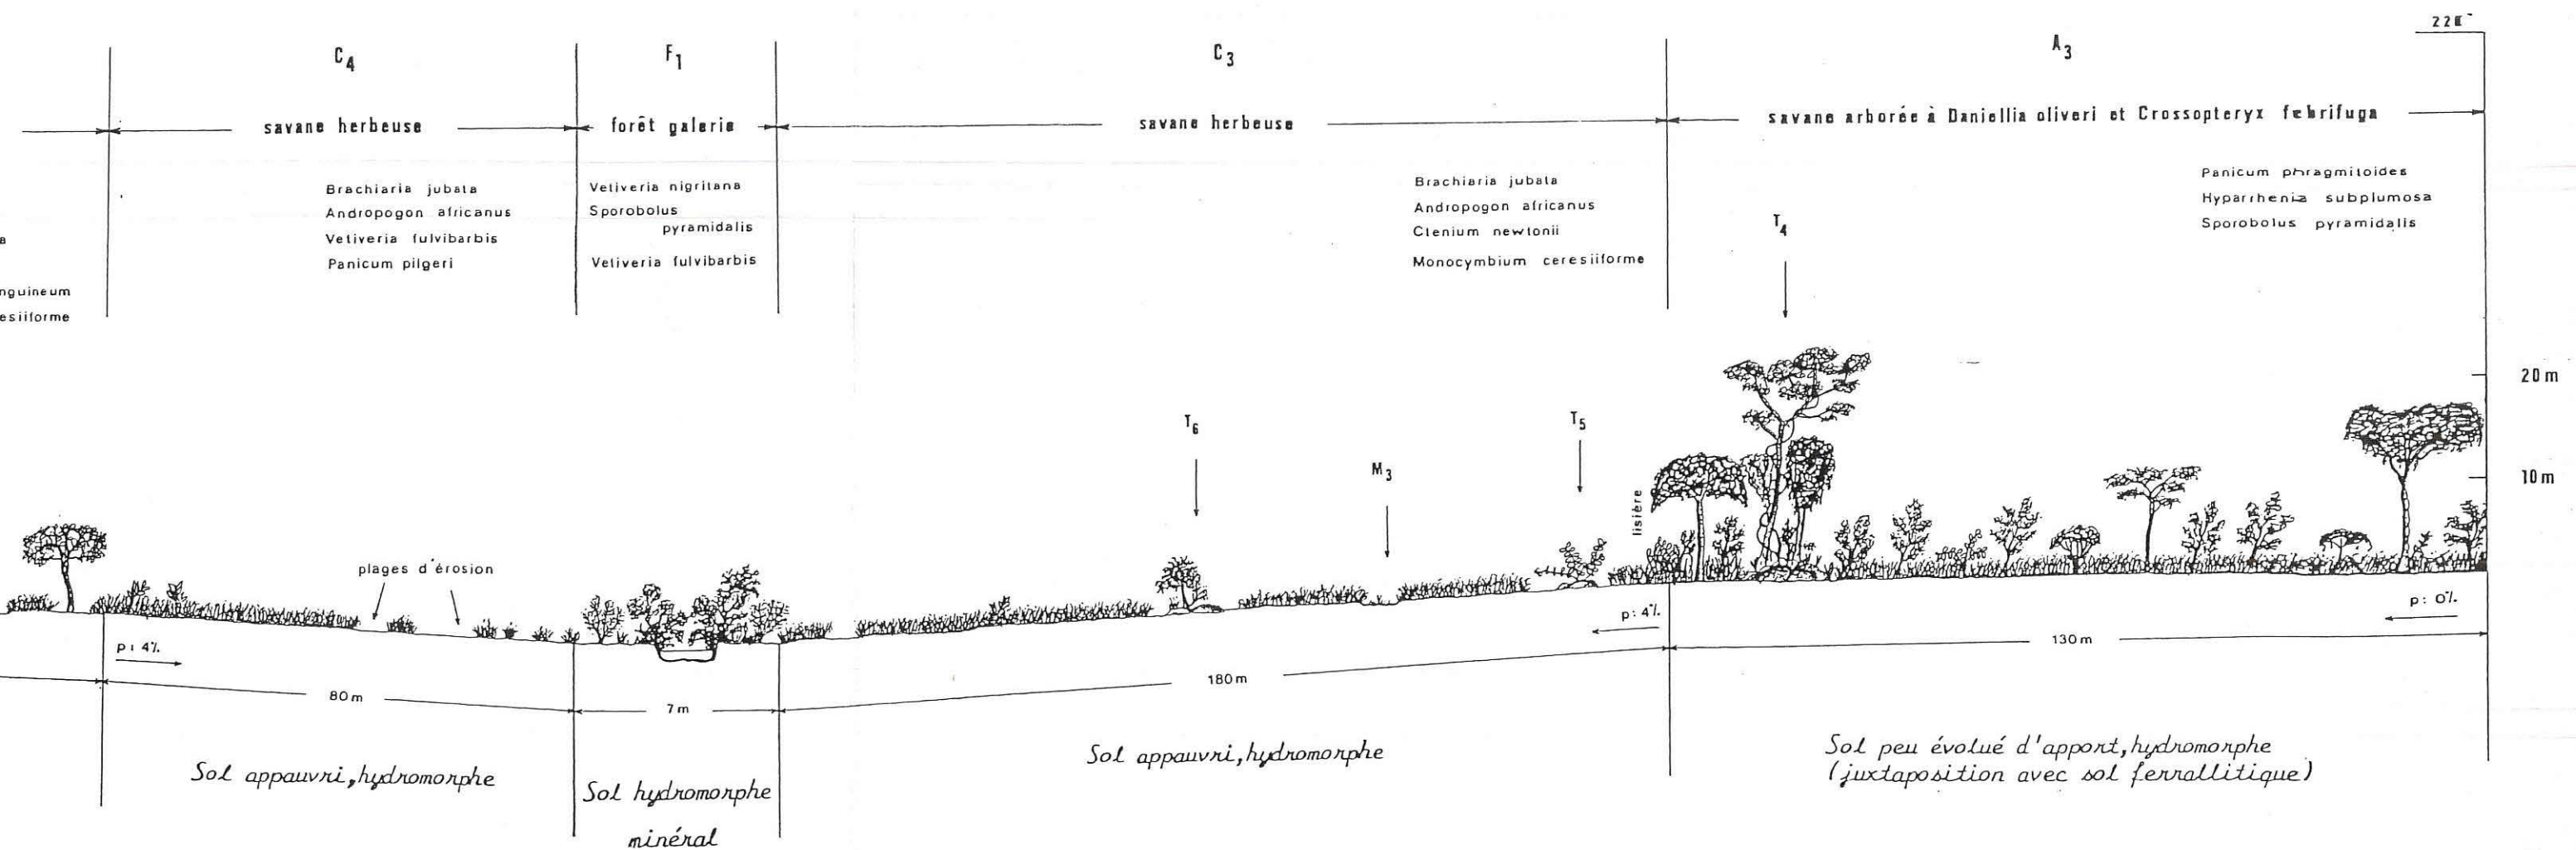 C4
F1
C3
A3
savane herbeuse
forêt galerie
savane herbeuse
savane arborée à Daniellia oliveri et Crossopteryx febrifuga
nguineum
esiiforme
Brachiaria jubata
Andropogon africanus
Vetiveria fulvibarbis
Panicum pilgeri
Vetiveria nigritana
Sporobolus
pyramidalis
Vetiveria fulvibarbis
Brachiaria jubata
Andropogon africanus
Ctenium newtonii
Monocymbium ceresiiforme
Panicum phragmitoides
Hyparrhenia subplumosa
Sporobolus pyramidalis
T4
20 m
10 m
T6
M3
T5
lisière
plages d'érosion
p: 4%
p: 4%
p: 0%
80 m
7 m
180 m
130 m
Sol appauvri, hydromorphe
Sol hydromorphe
minéral
Sol appauvri, hydromorphe
Sol peu évolué d'apport, hydromorphe
(juxtaposition avec sol ferrallitique)